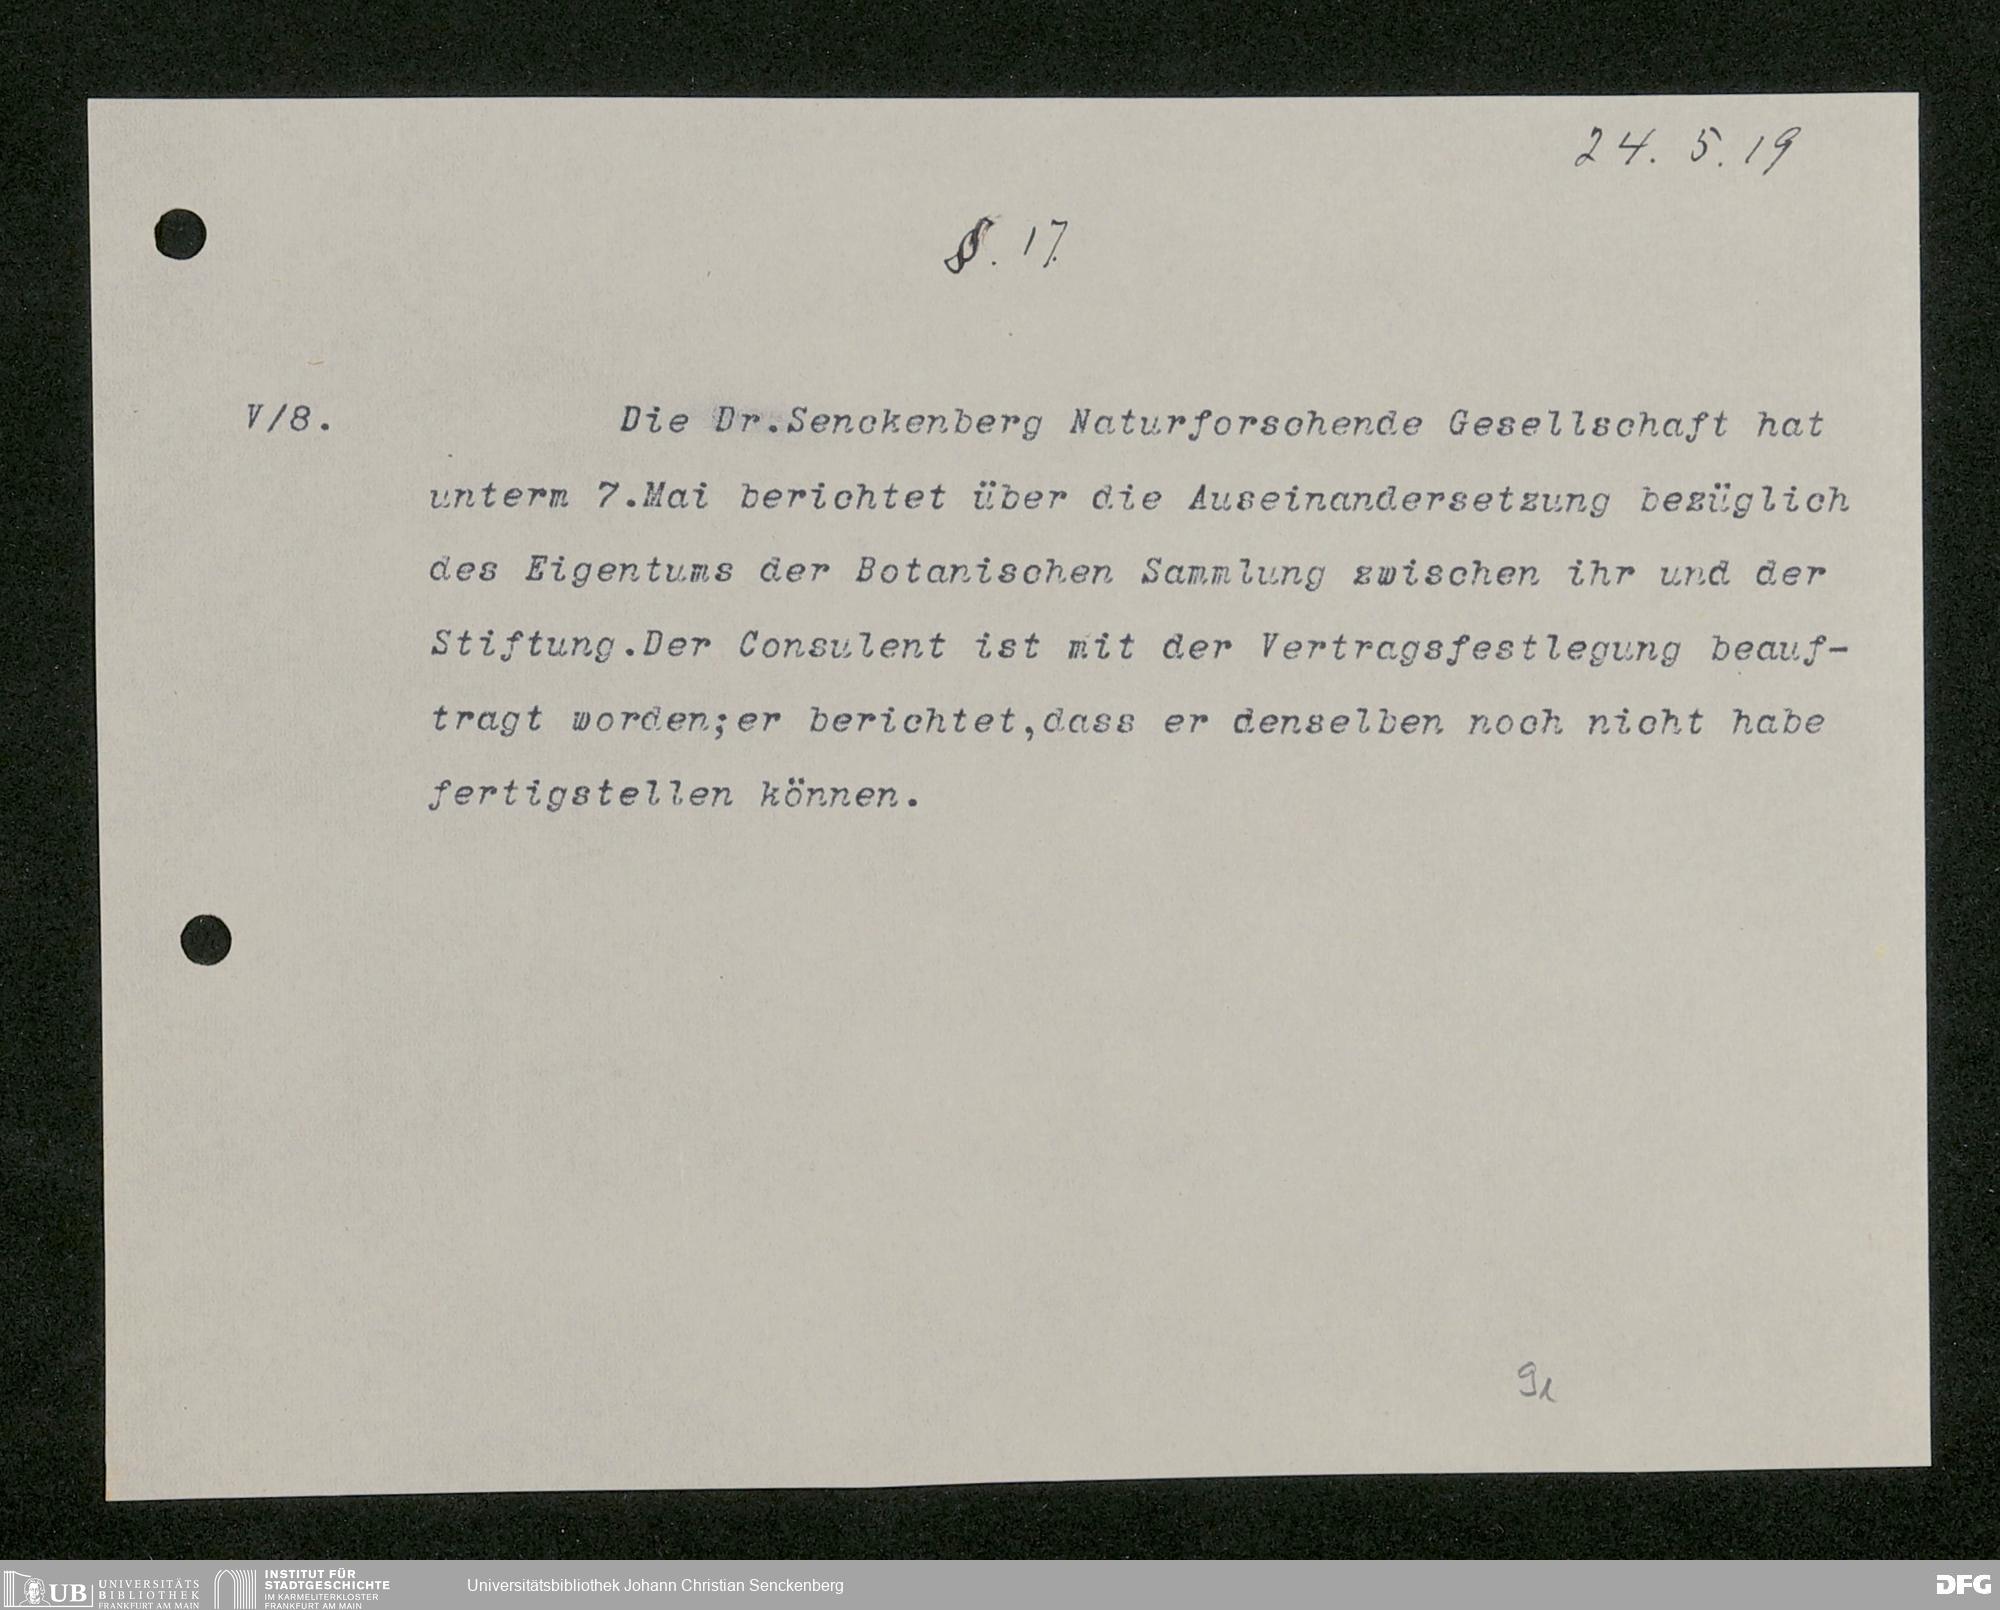 24. 5. 19
§. 17.
V/8. Die Dr.Senckenberg Naturforschende Gesellschaft hat
unterm 7.Mai berichtet über die Auseinandersetzung bezüglich
des Eigentums der Botanischen Sammlung zwischen ihr und der
Stiftung.Der Consulent ist mit der Vertragsfestlegung beauf-
tragt worden;er berichtet,dass er denselben noch nicht habe
fertigstellen können.
UB UNIVERSITÄTS
BIBLIOTHEK
FRANKFURT AM MAIN
INSTITUT FÜR
STADTGESCHICHTE
IM KARMELITERKLOSTER
FRANKFURT AM MAIN
Universitätsbibliothek Johann Christian Senckenberg
DFG